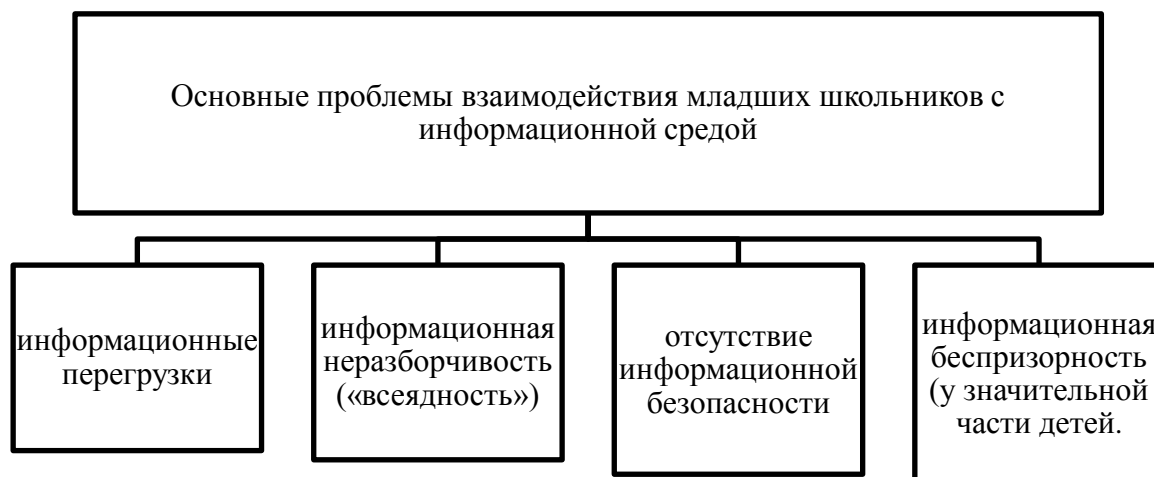 Основные проблемы взаимодействия младших школьников с
информационной средой
информационные
перегрузки
информационная
неразборчивость
(«всеядность»)
отсутствие
информационной
безопасности
информационная
беспризорность
(у значительной
части детей.